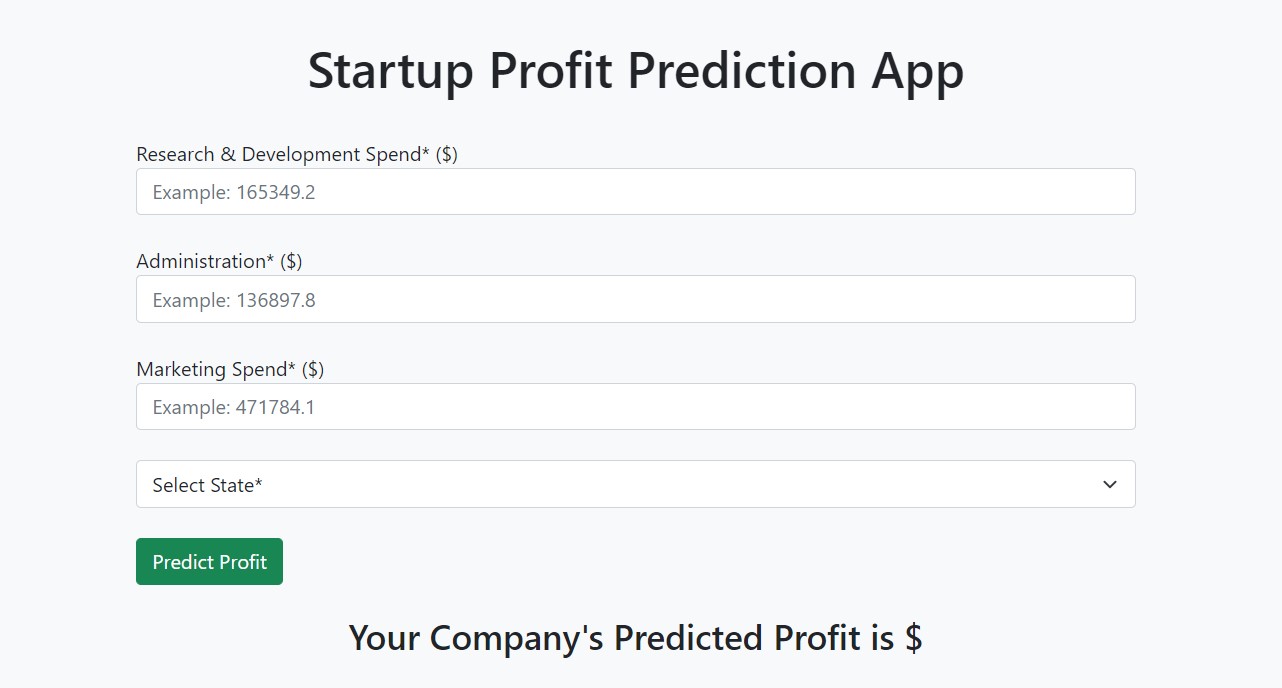 Startup Profit Prediction App
Research & Development Spend* ($)
Example: 165349.2
Administration* ($)
Example: 136897.8
Marketing Spend* ($)
Example: 471784.1
Select State*
Predict Profit
Your Company's Predicted Profit is $